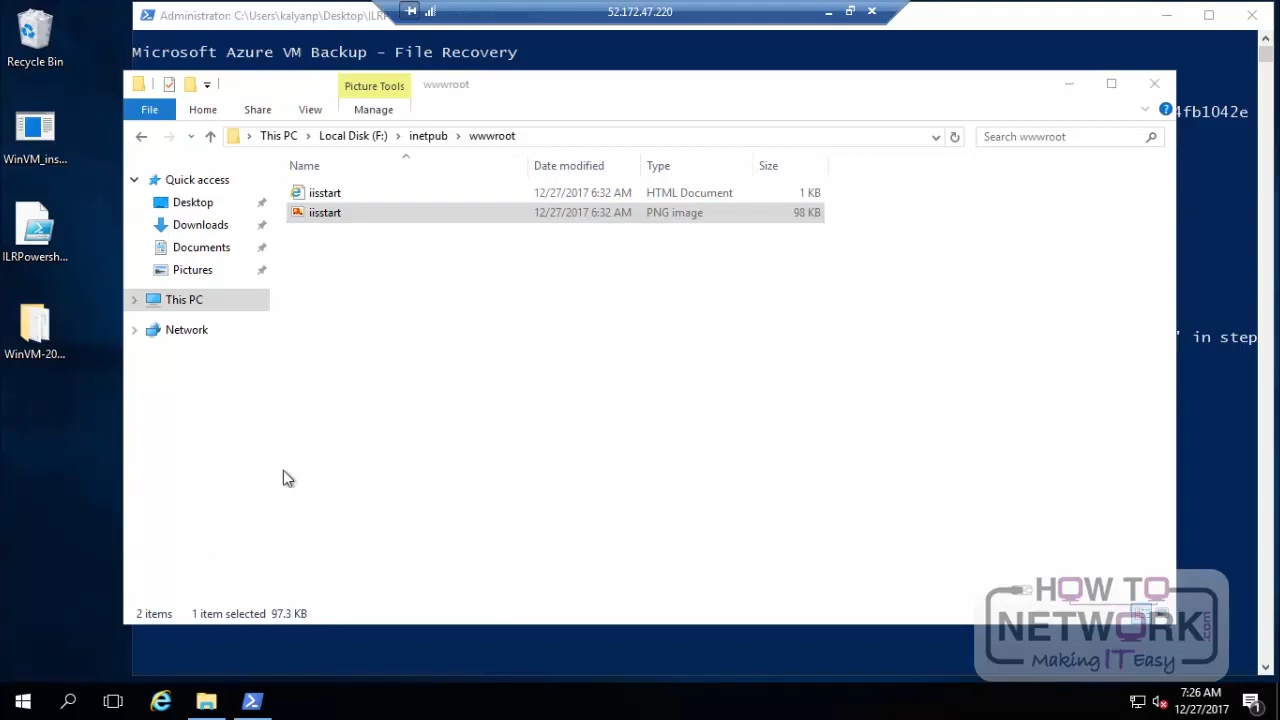 Recycle Bin
WinVM_ins...
ILRPowersh...
WinVM-20...
Administrator: C:\Users\kalyanp\Desktop\ILR
52.172.47.220
Microsoft Azure VM Backup - File Recovery
4fb1042e
' in step
Picture Tools
wwwroot
File
Home
Share
View
Manage
This PC > Local Disk (F:) > inetpub > wwwroot
Search wwwroot
Name
Date modified
Type
Size
iisstart 12/27/2017 6:32 AM HTML Document 1 KB
iisstart 12/27/2017 6:32 AM PNG image 98 KB
Quick access
Desktop
Downloads
Documents
Pictures
This PC
Network
2 items 1 item selected 97.3 KB
HOW TO
NETWORK.com
Making IT Easy
7:26 AM
12/27/2017
1